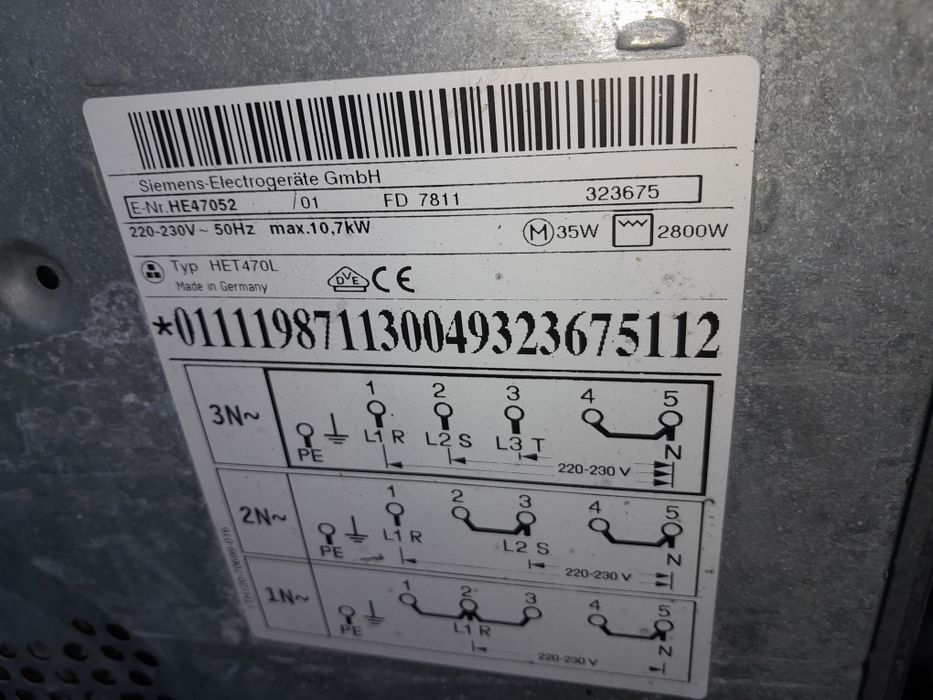 Siemens-Electrogeräte GmbH
E-Nr.HE47052 /01 FD 7811 323675
220-230V~ 50Hz max.10,7kW M 35W 2800W
Typ HET470L
Made in Germany
DVE CE
*011119871130049323675112
3N~ PE 1 2 3 4 5
L1 R L2 S L3 T N
220-230 V
2N~ PE 1 2 3 4 5
L1 R L2 S N
220-230 V
1N~ PE 1 2 3 4 5
L1 R N
220-230 V